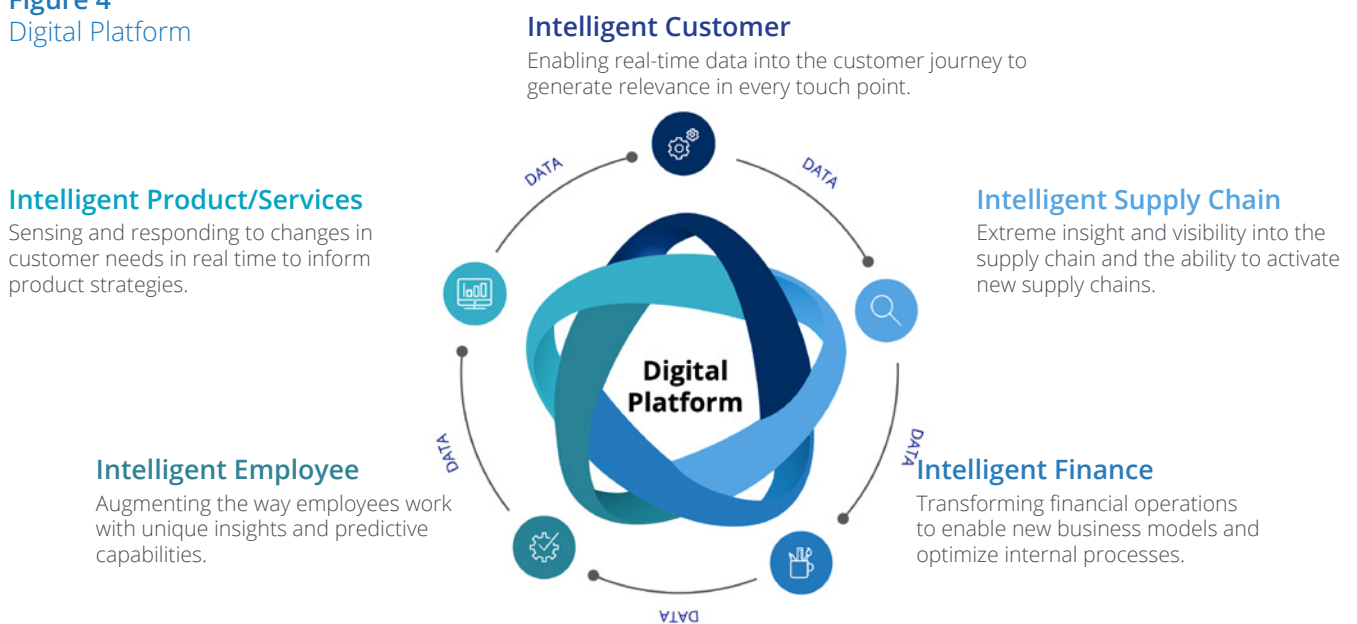 Figure 4
Digital Platform
Intelligent Customer
Enabling real-time data into the customer journey to
generate relevance in every touch point.
DATA
DATA
Intelligent Product/Services
Sensing and responding to changes in
customer needs in real time to inform
product strategies.
Intelligent Supply Chain
Extreme insight and visibility into the
supply chain and the ability to activate
new supply chains.
Digital
Platform
DATA
DATA
Intelligent Employee
Augmenting the way employees work
with unique insights and predictive
capabilities.
Intelligent Finance
Transforming financial operations
to enable new business models and
optimize internal processes.
DATA